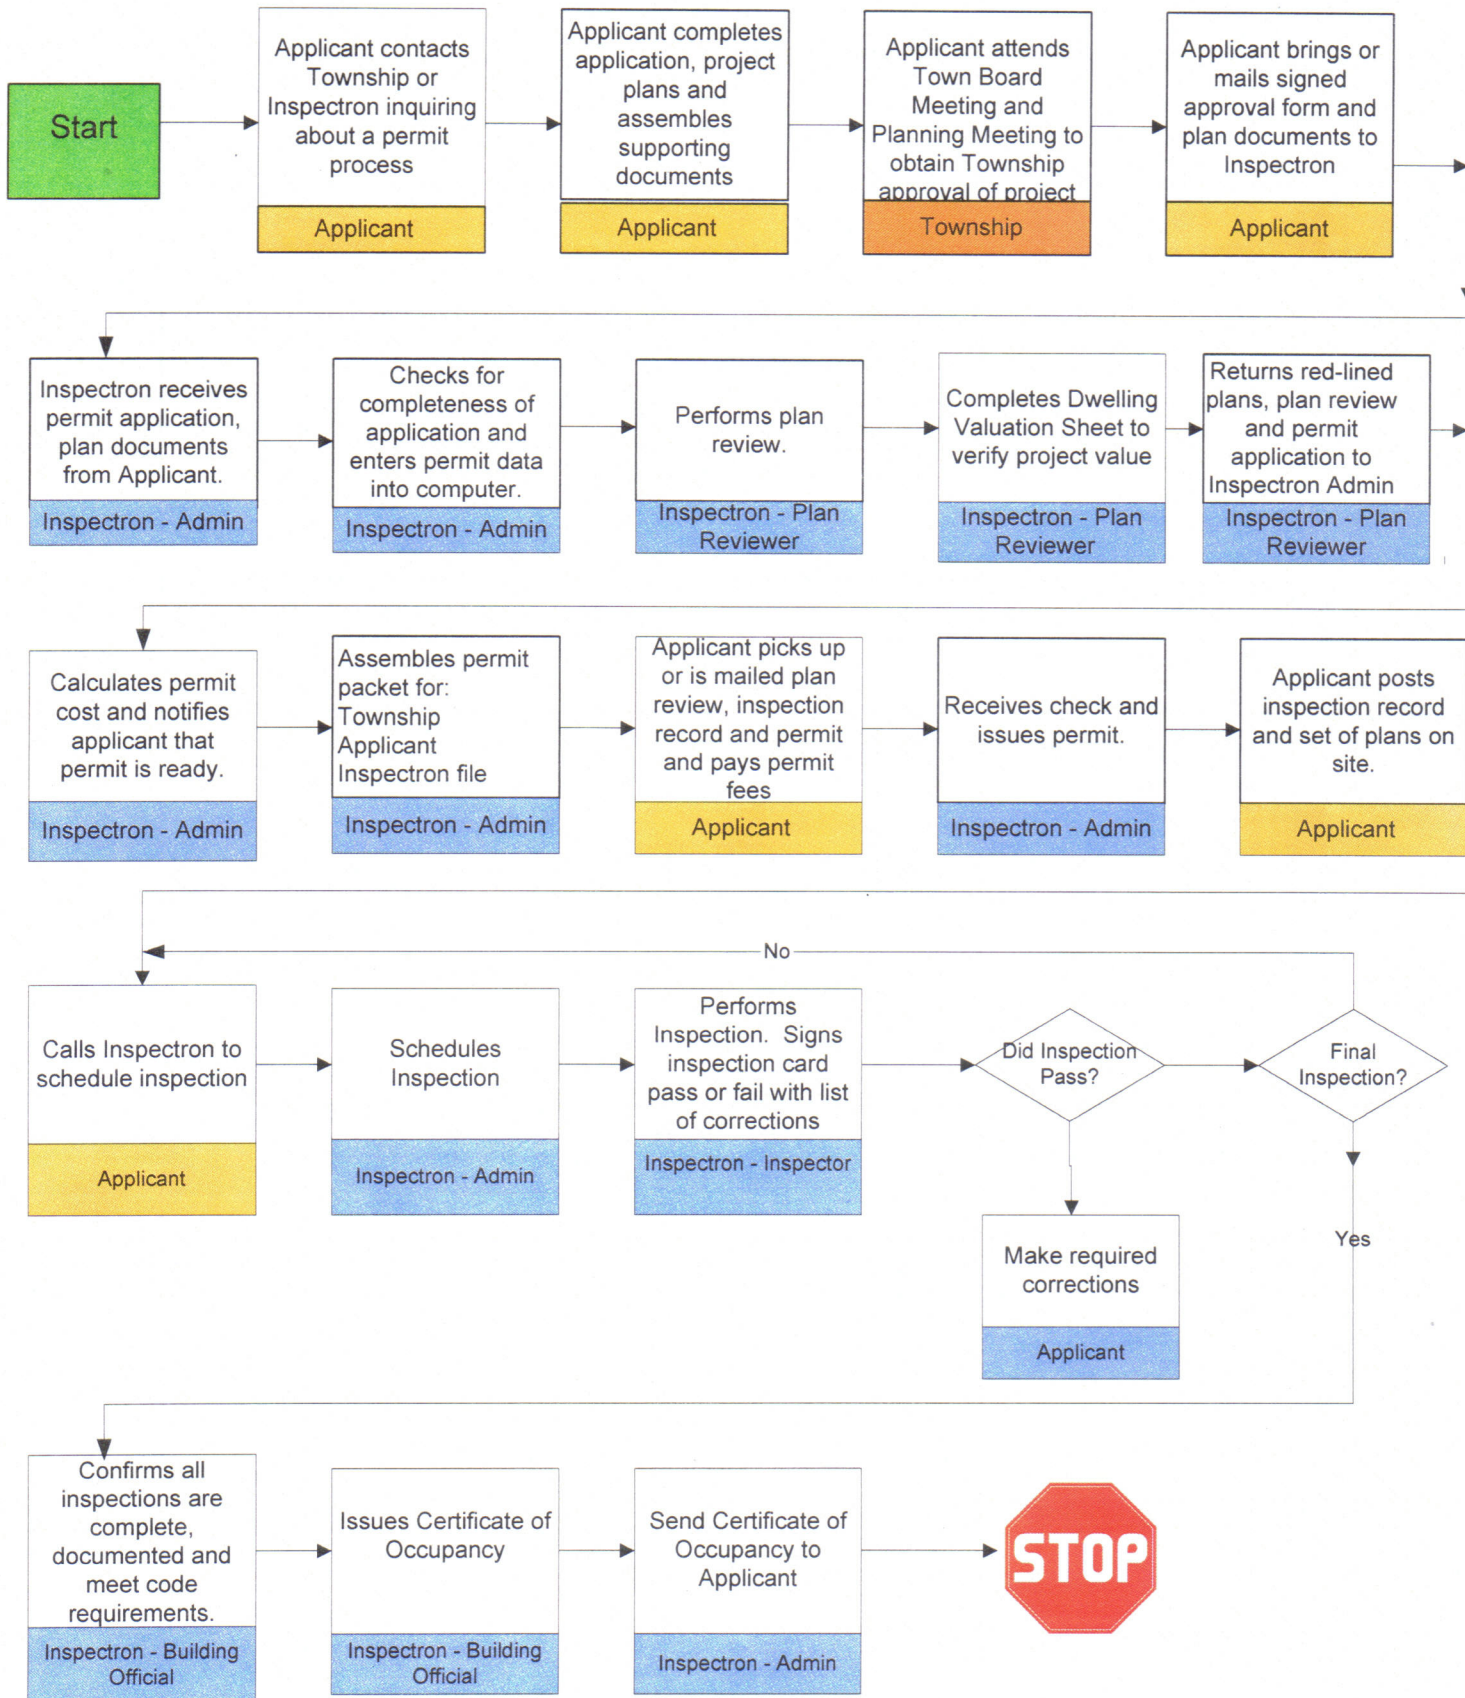 Start
Applicant contacts
Township or
Inspectron inquiring
about a permit
process
Applicant
Applicant completes
application, project
plans and
assembles
supporting
documents
Applicant
Applicant attends
Town Board
Meeting and
Planning Meeting to
obtain Township
approval of project
Township
Applicant brings or
mails signed
approval form and
plan documents to
Inspectron
Applicant
Inspectron receives
permit application,
plan documents
from Applicant.
Inspectron - Admin
Checks for
completeness of
application and
enters permit data
into computer.
Inspectron - Admin
Performs plan
review.
Inspectron - Plan
Reviewer
Completes Dwelling
Valuation Sheet to
verify project value
Inspectron - Plan
Reviewer
Returns red-lined
plans, plan review
and permit
application to
Inspectron Admin
Inspectron - Plan
Reviewer
Calculates permit
cost and notifies
applicant that
permit is ready.
Inspectron - Admin
Assembles permit
packet for:
Township
Applicant
Inspectron file
Inspectron - Admin
Applicant picks up
or is mailed plan
review, inspection
record and permit
and pays permit
fees
Applicant
Receives check and
issues permit.
Inspectron - Admin
Applicant posts
inspection record
and set of plans on
site.
Applicant
No
Calls Inspectron to
schedule inspection
Applicant
Schedules
Inspection
Inspectron - Admin
Performs
Inspection. Signs
inspection card
pass or fail with list
of corrections
Inspectron - Inspector
Did Inspection
Pass?
Final
Inspection?
Make required
corrections
Applicant
Yes
Confirms all
inspections are
complete,
documented and
meet code
requirements.
Inspectron - Building
Official
Issues Certificate of
Occupancy
Inspectron - Building
Official
Send Certificate of
Occupancy to
Applicant
Inspectron - Admin
STOP